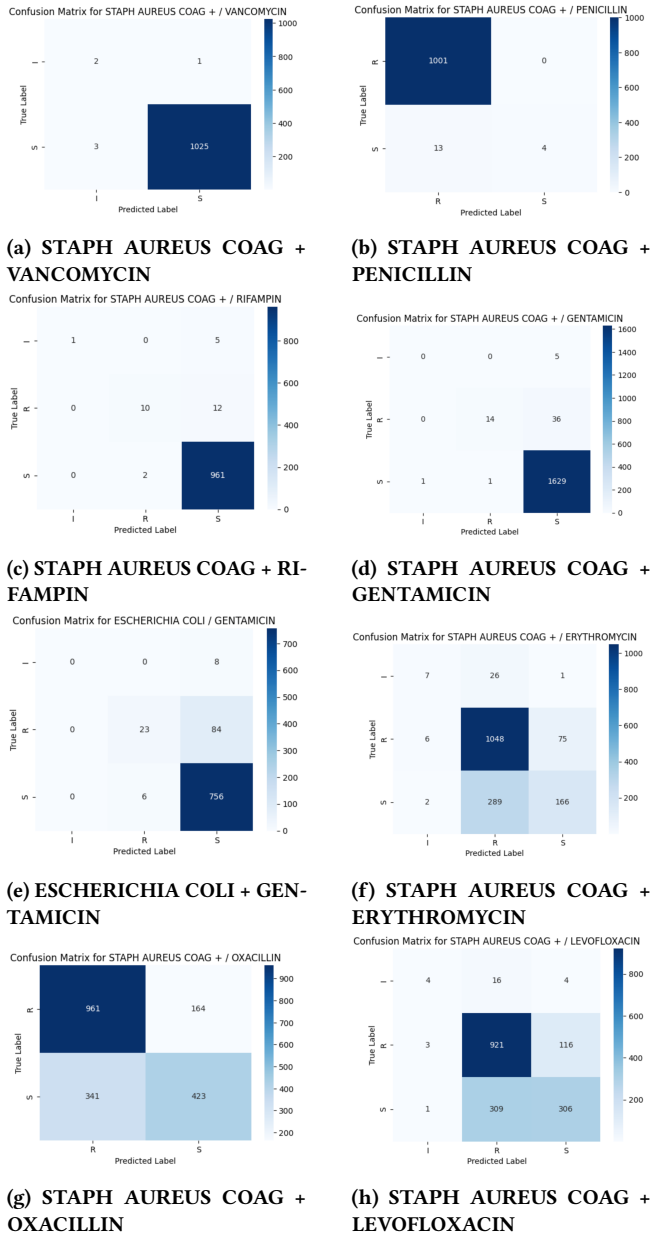 Confusion Matrix for STAPH AUREUS COAG + / VANCOMYCIN
True Label
I
2
1
S
3
1025
I
S
Predicted Label
1000
800
600
400
200
(a) STAPH AUREUS COAG +
VANCOMYCIN
Confusion Matrix for STAPH AUREUS COAG + / PENICILLIN
True Label
R
1001
0
S
13
4
R
S
Predicted Label
1000
800
600
400
200
0
(b) STAPH AUREUS COAG +
PENICILLIN
Confusion Matrix for STAPH AUREUS COAG + / RIFAMPIN
True Label
I
1
0
5
R
0
10
12
S
0
2
961
I
R
S
Predicted Label
800
600
400
200
0
(c) STAPH AUREUS COAG + RI-
FAMPIN
Confusion Matrix for STAPH AUREUS COAG + / GENTAMICIN
True Label
I
0
0
5
R
0
14
36
S
1
1
1629
I
R
S
Predicted Label
1600
1400
1200
1000
800
600
400
200
0
(d) STAPH AUREUS COAG +
GENTAMICIN
Confusion Matrix for ESCHERICHIA COLI / GENTAMICIN
True Label
I
0
0
8
R
0
23
84
S
0
6
756
I
R
S
Predicted Label
700
600
500
400
300
200
100
0
(e) ESCHERICHIA COLI + GEN-
TAMICIN
Confusion Matrix for STAPH AUREUS COAG + / ERYTHROMYCIN
True Label
I
7
26
1
R
6
1048
75
S
2
289
166
I
R
S
Predicted Label
1000
800
600
400
200
(f) STAPH AUREUS COAG +
ERYTHROMYCIN
Confusion Matrix for STAPH AUREUS COAG + / OXACILLIN
True Label
R
961
164
S
341
423
R
S
Predicted Label
900
800
700
600
500
400
300
200
(g) STAPH AUREUS COAG +
OXACILLIN
Confusion Matrix for STAPH AUREUS COAG + / LEVOFLOXACIN
True Label
I
4
16
4
R
3
921
116
S
1
309
306
I
R
S
Predicted Label
800
600
400
200
(h) STAPH AUREUS COAG +
LEVOFLOXACIN